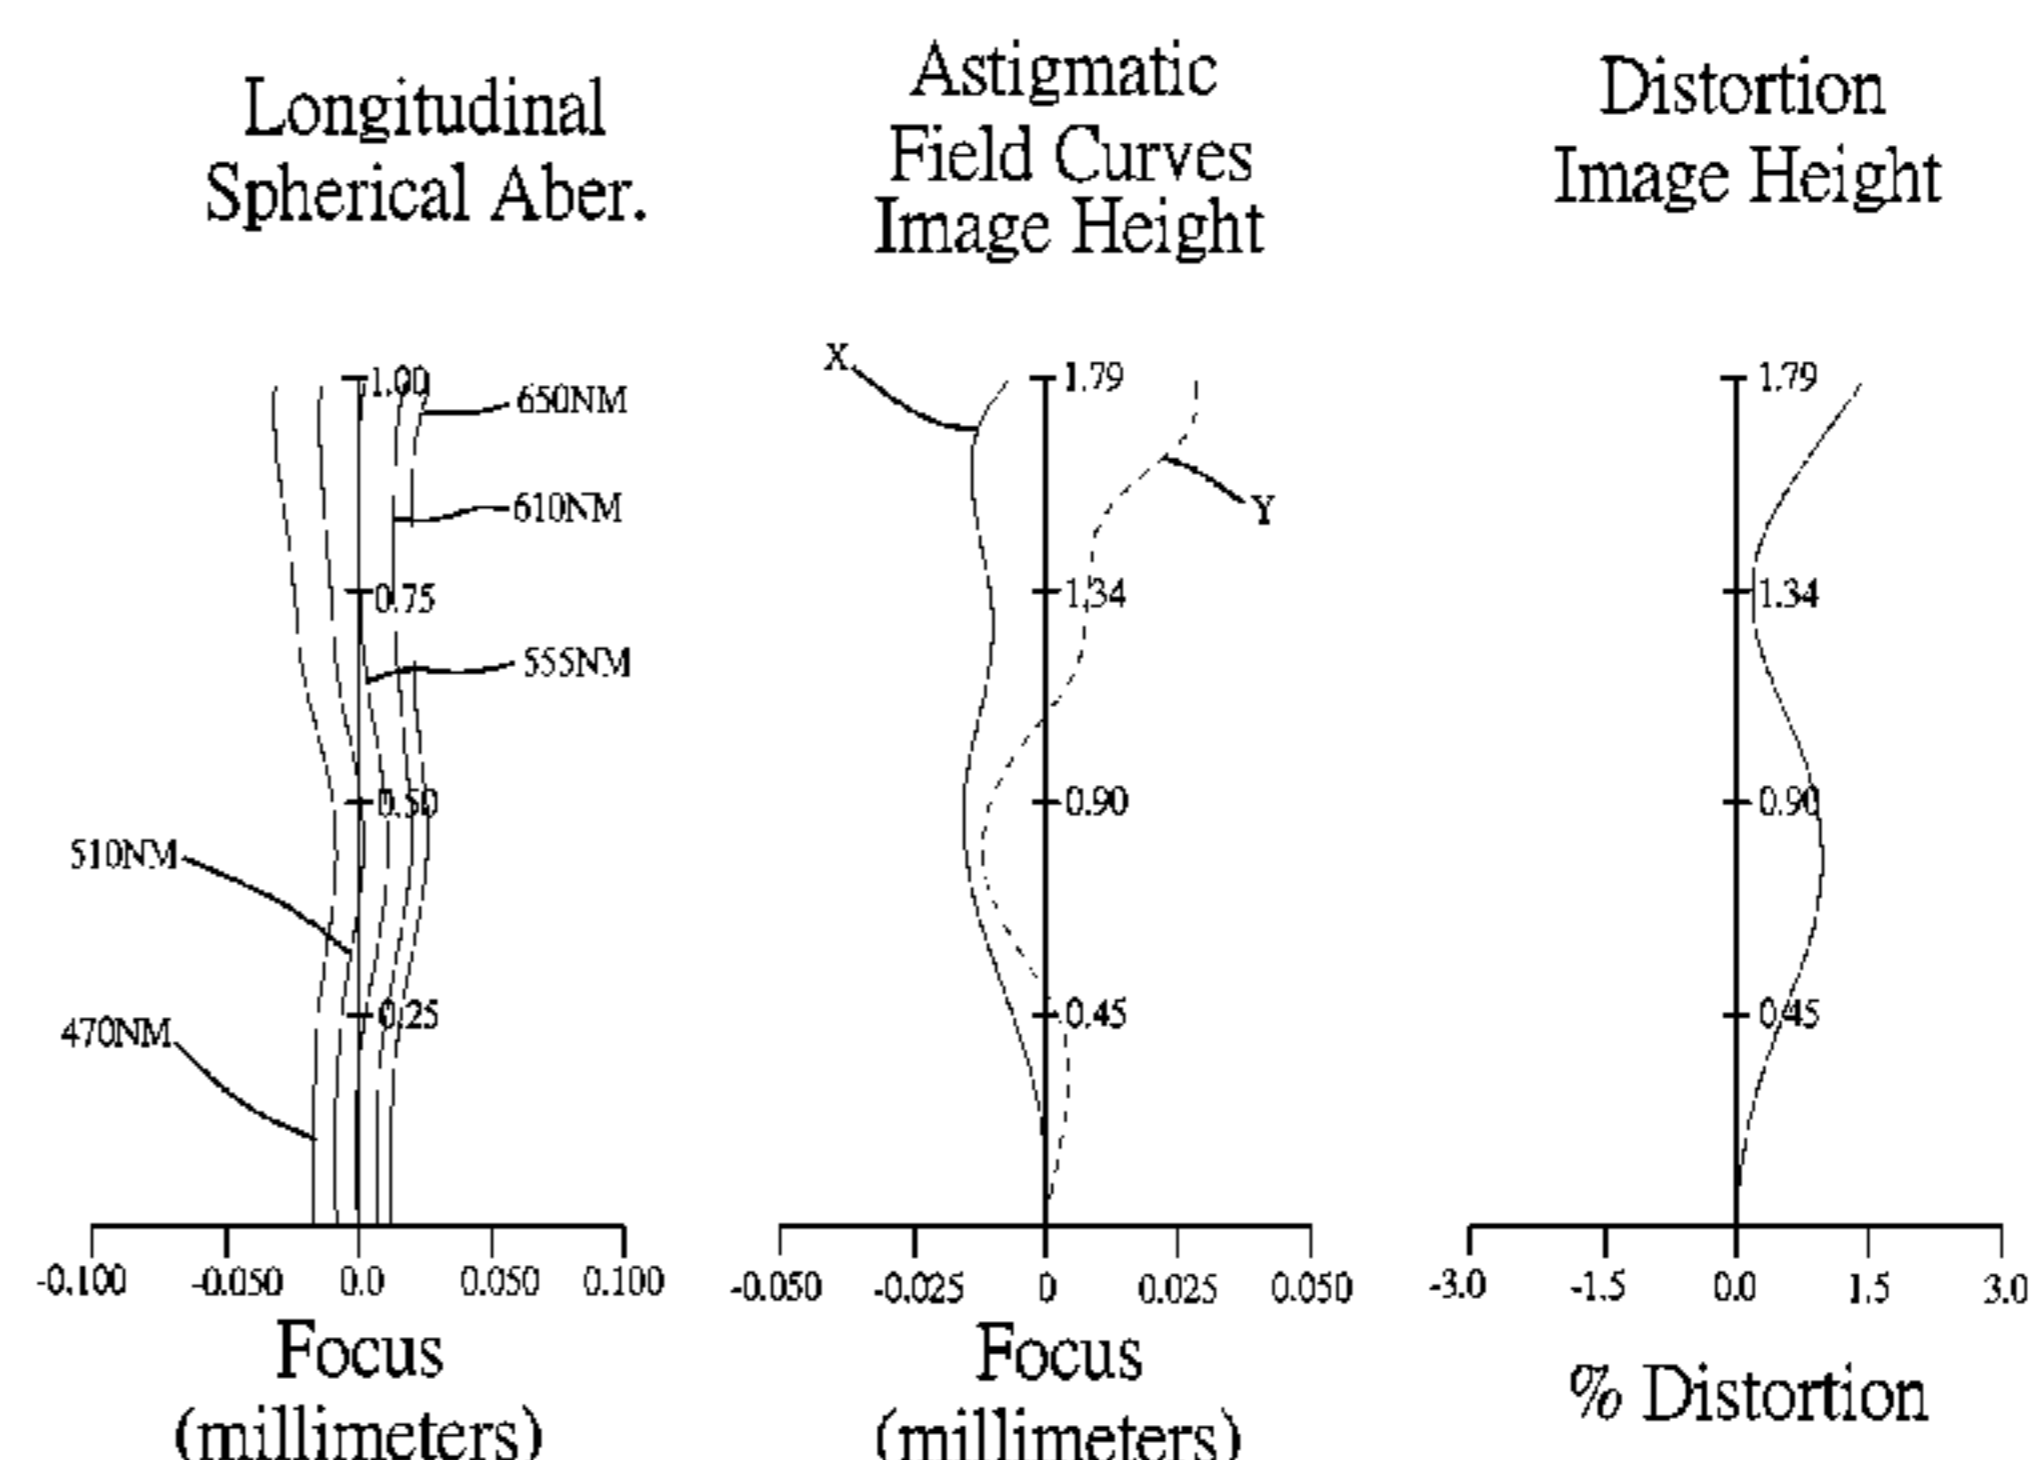 Longitudinal
Spherical Aber.
1.00
650NM
610NM
0.75
555NM
0.50
510NM
0.25
470NM
-0.100 -0.050 0.0 0.050 0.100
Focus
(millimeters)
Astigmatic
Field Curves
Image Height
X
1.79
Y
1.34
0.90
0.45
-0.050 -0.025 0 0.025 0.050
Focus
(millimeters)
Distortion
Image Height
1.79
1.34
0.90
0.45
-3.0 -1.5 0.0 1.5 3.0
% Distortion